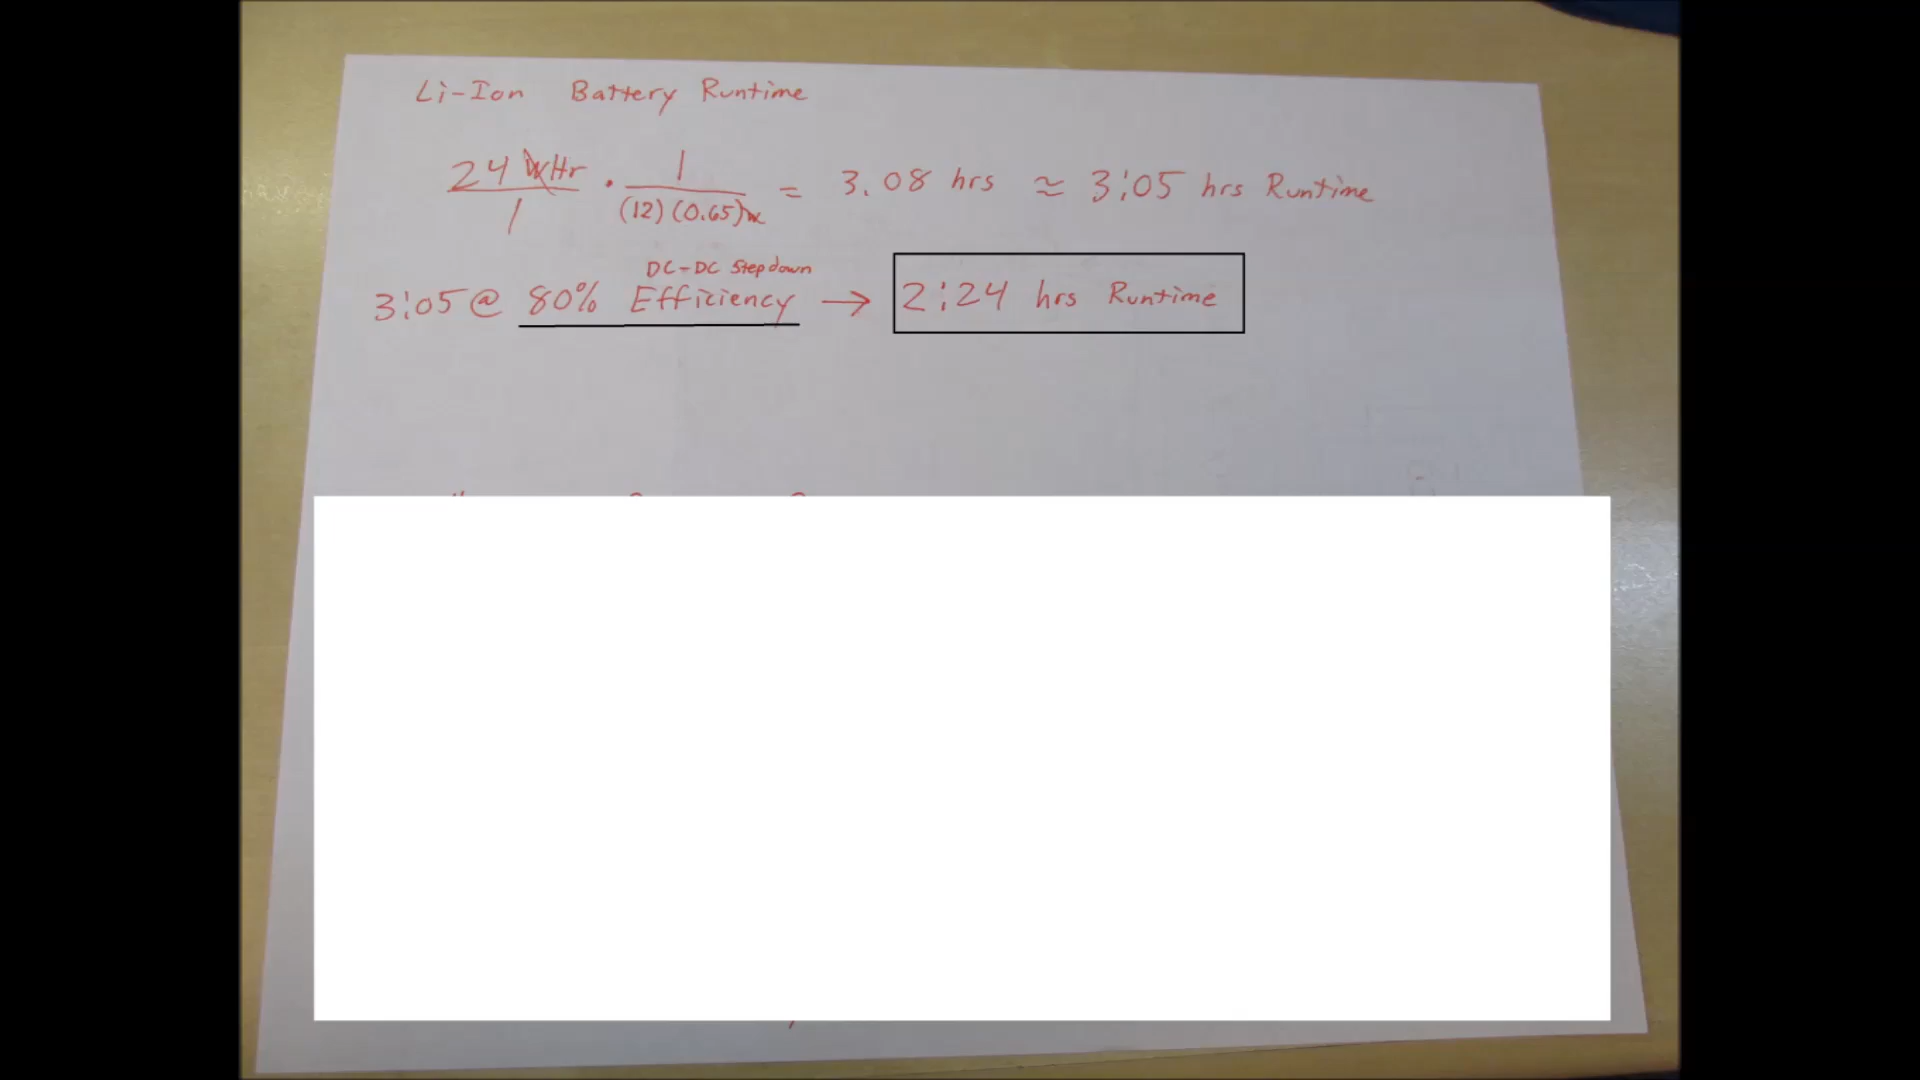 Li-Ion Battery Runtime
24 WHr / 1 · 1 / (12)(0.65)W = 3.08 hrs ≈ 3:05 hrs Runtime
DC-DC Stepdown
3:05 @ 80% Efficiency → 2:24 hrs Runtime